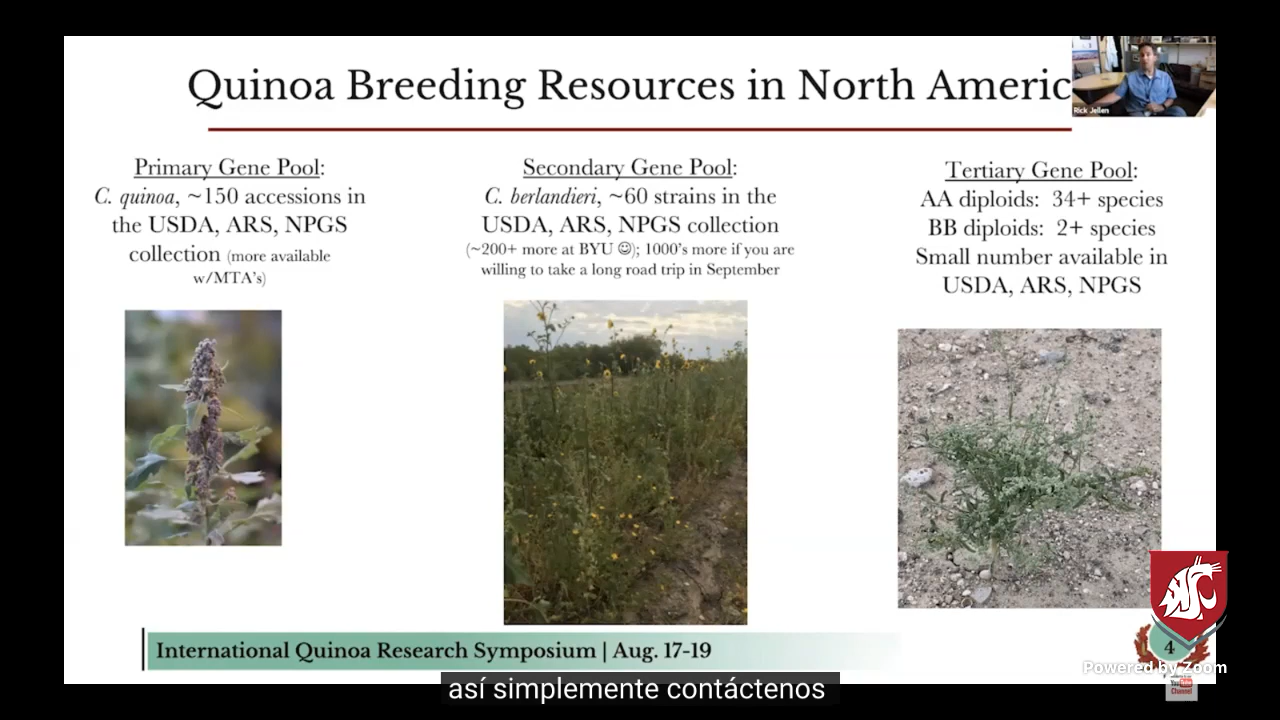 Quinoa Breeding Resources in North Americ
Rick Jellen
Primary Gene Pool:
C. quinoa, ~150 accessions in
the USDA, ARS, NPGS
collection (more available
w/MTA's)
Secondary Gene Pool:
C. berlandieri, ~60 strains in the
USDA, ARS, NPGS collection
(~200+ more at BYU ☺); 1000's more if you are
willing to take a long road trip in September
Tertiary Gene Pool:
AA diploids: 34+ species
BB diploids: 2+ species
Small number available in
USDA, ARS, NPGS
International Quinoa Research Symposium | Aug. 17-19
4
Powered by Zoom
YouTube
Channel
así simplemente contáctenos